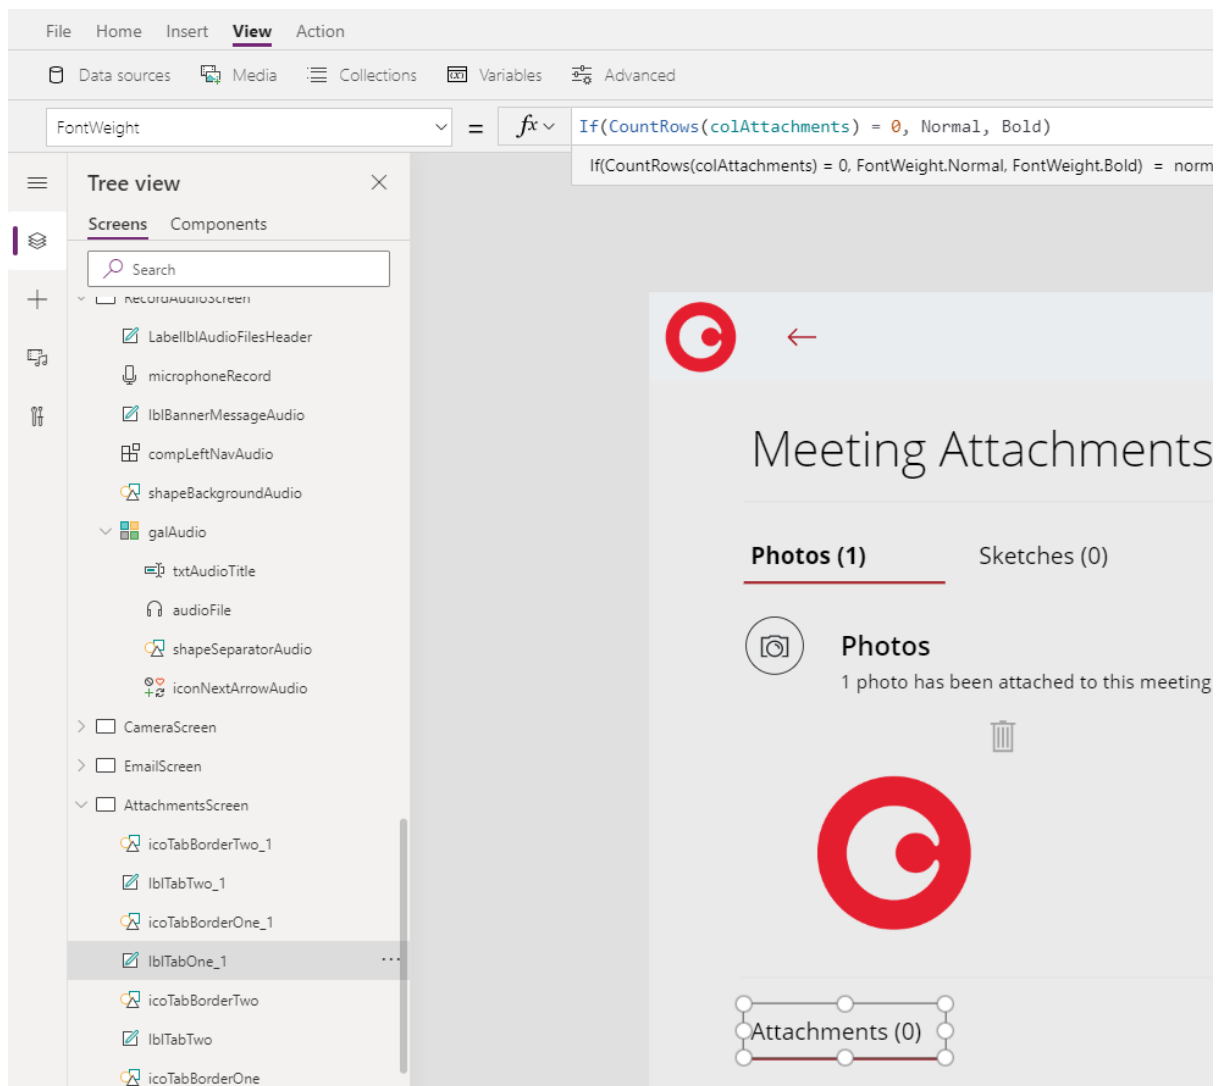 File Home Insert View Action
Data sources Media Collections Variables Advanced
FontWeight = fx If(CountRows(colAttachments) = 0, Normal, Bold)
If(CountRows(colAttachments) = 0, FontWeight.Normal, FontWeight.Bold) = norm
Tree view
Screens Components
Search
RecordAudioScreen
LabellblAudioFilesHeader
microphoneRecord
lblBannerMessageAudio
compLeftNavAudio
shapeBackgroundAudio
galAudio
txtAudioTitle
audioFile
shapeSeparatorAudio
iconNextArrowAudio
CameraScreen
EmailScreen
AttachmentsScreen
icoTabBorderTwo_1
lblTabTwo_1
icoTabBorderOne_1
lblTabOne_1 ...
icoTabBorderTwo
lblTabTwo
icoTabBorderOne
Meeting Attachments
Photos (1) Sketches (0)
Photos
1 photo has been attached to this meeting
Attachments (0)